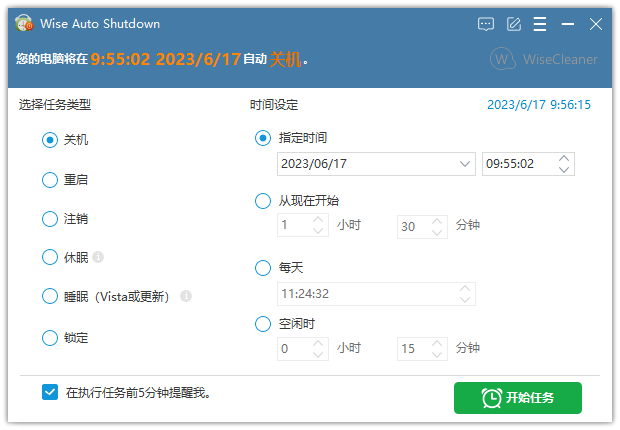 Wise Auto Shutdown
您的电脑将在 9:55:02 2023/6/17 自动 关机 。
W WiseCleaner
选择任务类型
关机
重启
注销
休眠
睡眠（Vista或更新）
锁定
时间设定
2023/6/17 9:56:15
指定时间
2023/06/17
09:55:02
从现在开始
1 小时 30 分钟
每天
11:24:32
空闲时
0 小时 15 分钟
在执行任务前5分钟提醒我。
开始任务